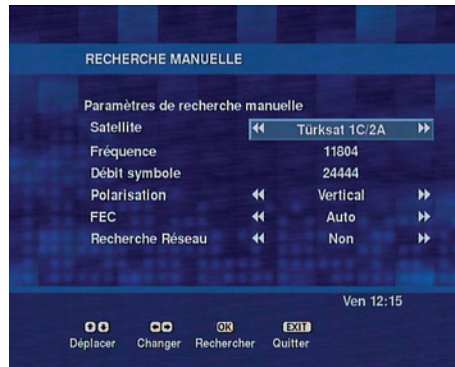 RECHERCHE MANUELLE
Paramètres de recherche manuelle
Satellite Türksat 1C/2A
Fréquence 11804
Débit symbole 24444
Polarisation Vertical
FEC Auto
Recherche Réseau Non
Ven 12:15
OK EXIT
Déplacer Changer Rechercher Quitter